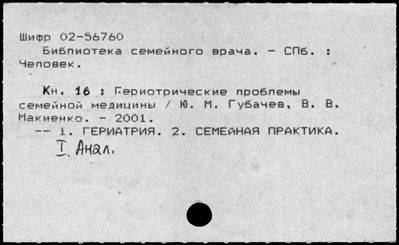 Шифр 02-56760
Библиотека семейного врача. - СПб. :
Человек.
Кн. 16 : Гериотрические проблемы
семейной медицины / Ю. М. Губачев, В. В.
Макиенко. - 2001.
-- 1. ГЕРИАТРИЯ. 2. СЕМЕЙНАЯ ПРАКТИКА.
I. Анал.